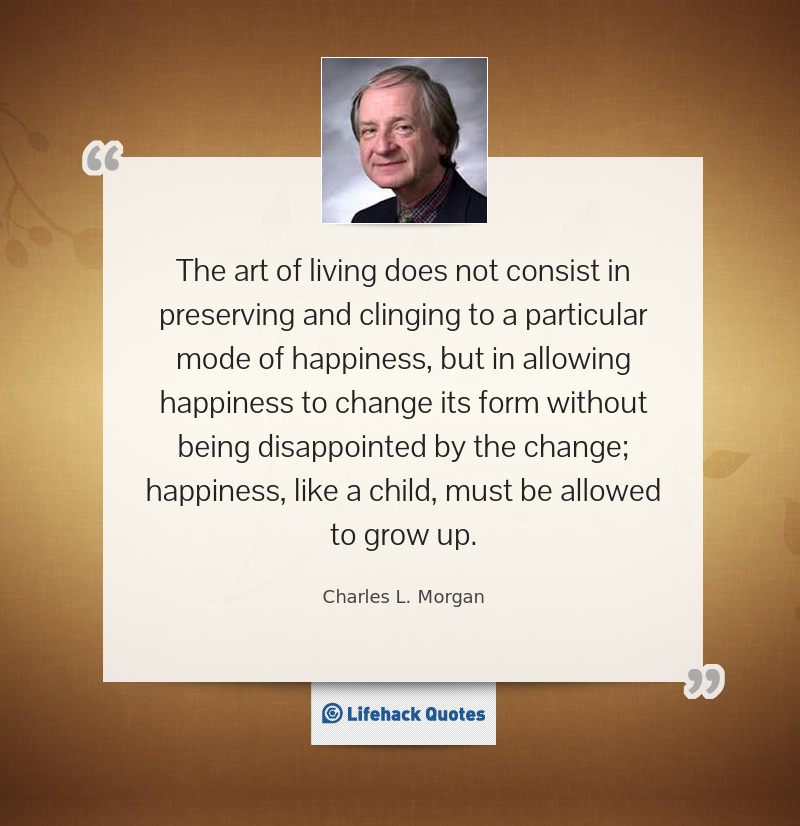 The art of living does not consist in
preserving and clinging to a particular
mode of happiness, but in allowing
happiness to change its form without
being disappointed by the change;
happiness, like a child, must be allowed
to grow up.
Charles L. Morgan
Lifehack Quotes